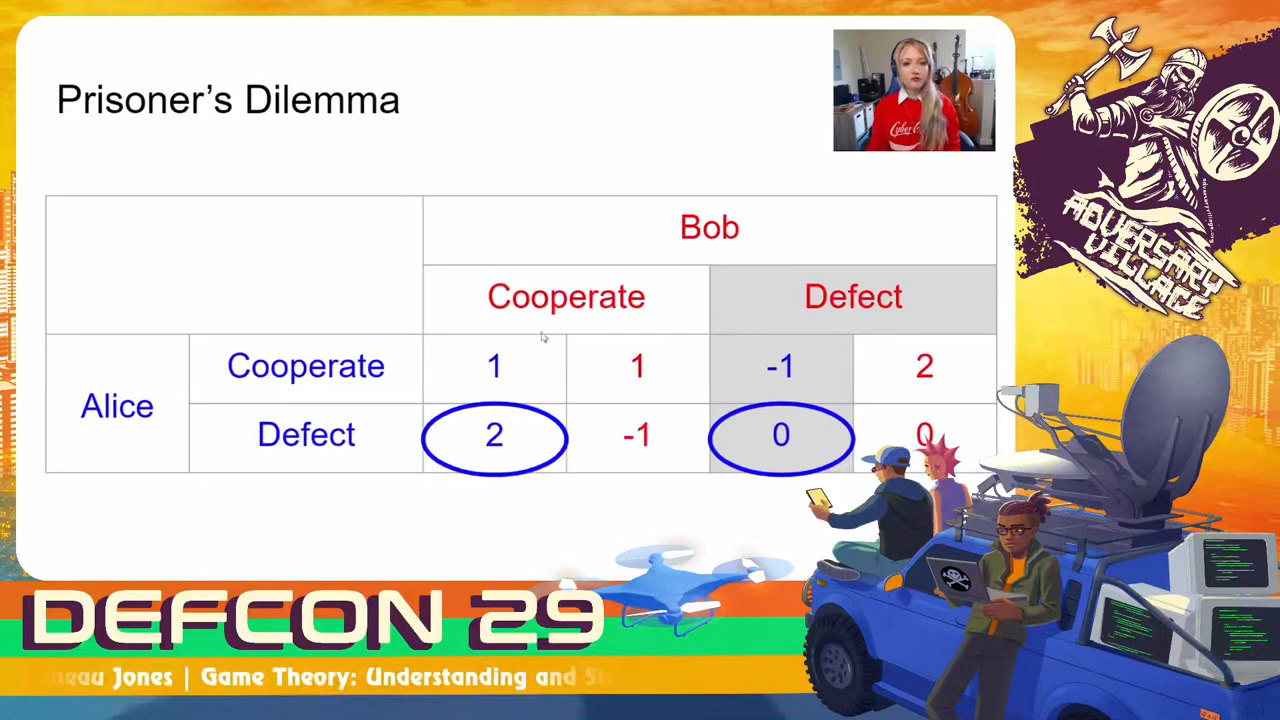 Prisoner's Dilemma
Bob
Cooperate Defect
Cooperate 1 1 -1 2
Alice
Defect 2 -1 0 0
ADVERSARY
VILLAGE
DEFCON 29
Jones | Game Theory: Understanding and